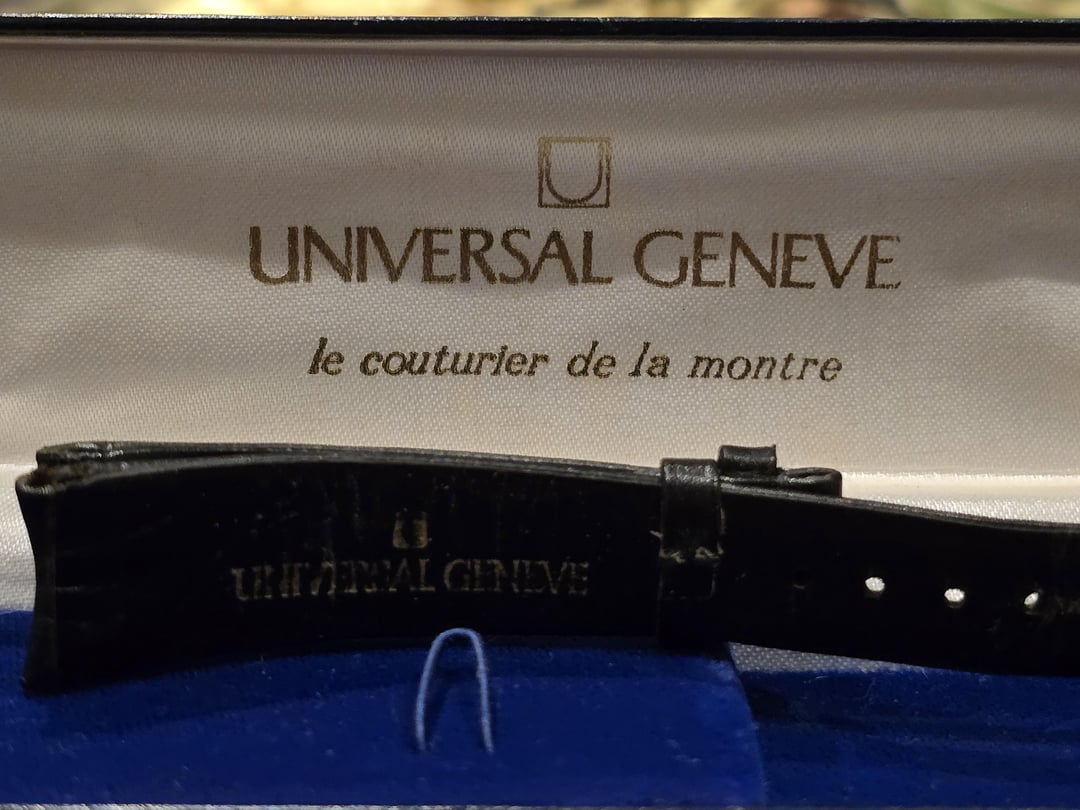 U
UNIVERSAL GENEVE
le couturier de la montre
U
UNIVERSAL GENEVE